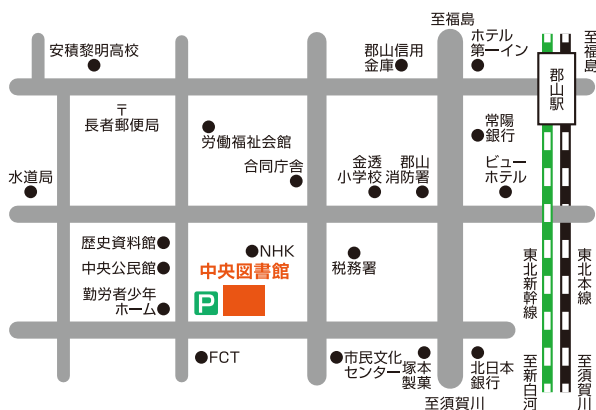 至福島
ホテル
第一イン
至福島
安積黎明高校
郡山信用
金庫
郡山駅
〒
長者郵便局
労働福祉会館
常陽
銀行
合同庁舎
金透
小学校
郡山
消防署
ビュー
ホテル
水道局
歴史資料館
中央公民館
勤労者少年
ホーム
NHK
中央図書館
P
税務署
東北新幹線
東北本線
FCT
市民文化
センター
塚本
製菓
北日本
銀行
至新白河
至須賀川
至須賀川